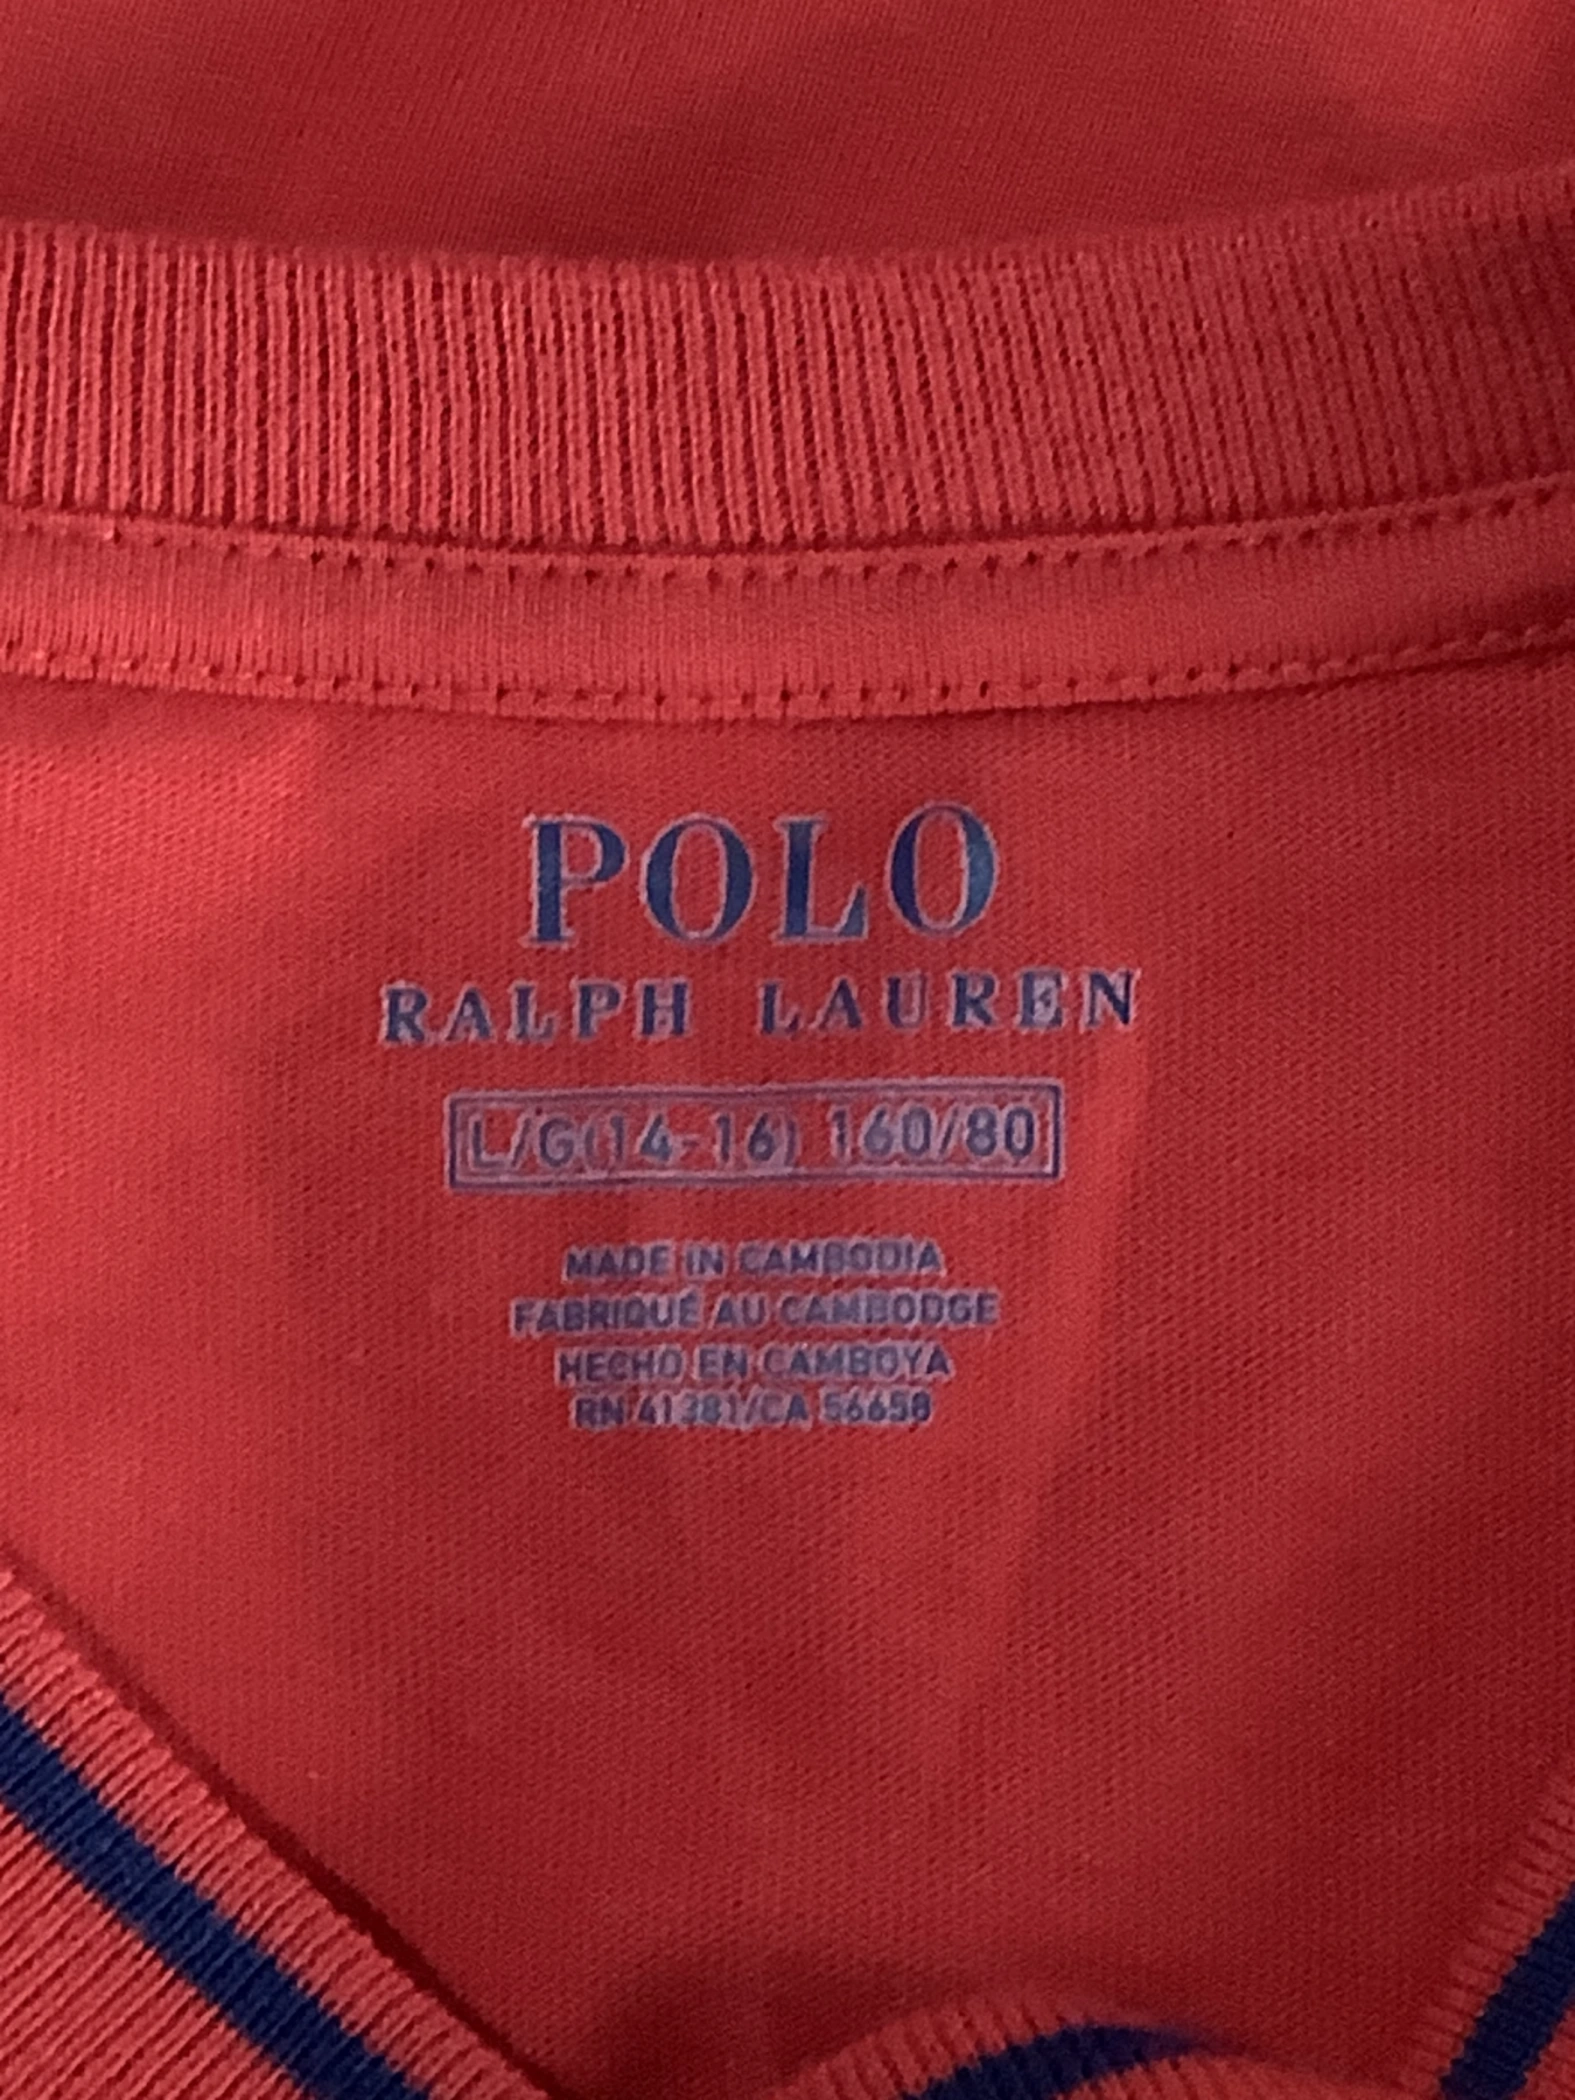 POLO
RALPH LAUREN
L/G(14-16) 160/80
MADE IN CAMBODIA
FABRIQUÉ AU CAMBODGE
HECHO EN CAMBOYA
RN 41381/CA 56658